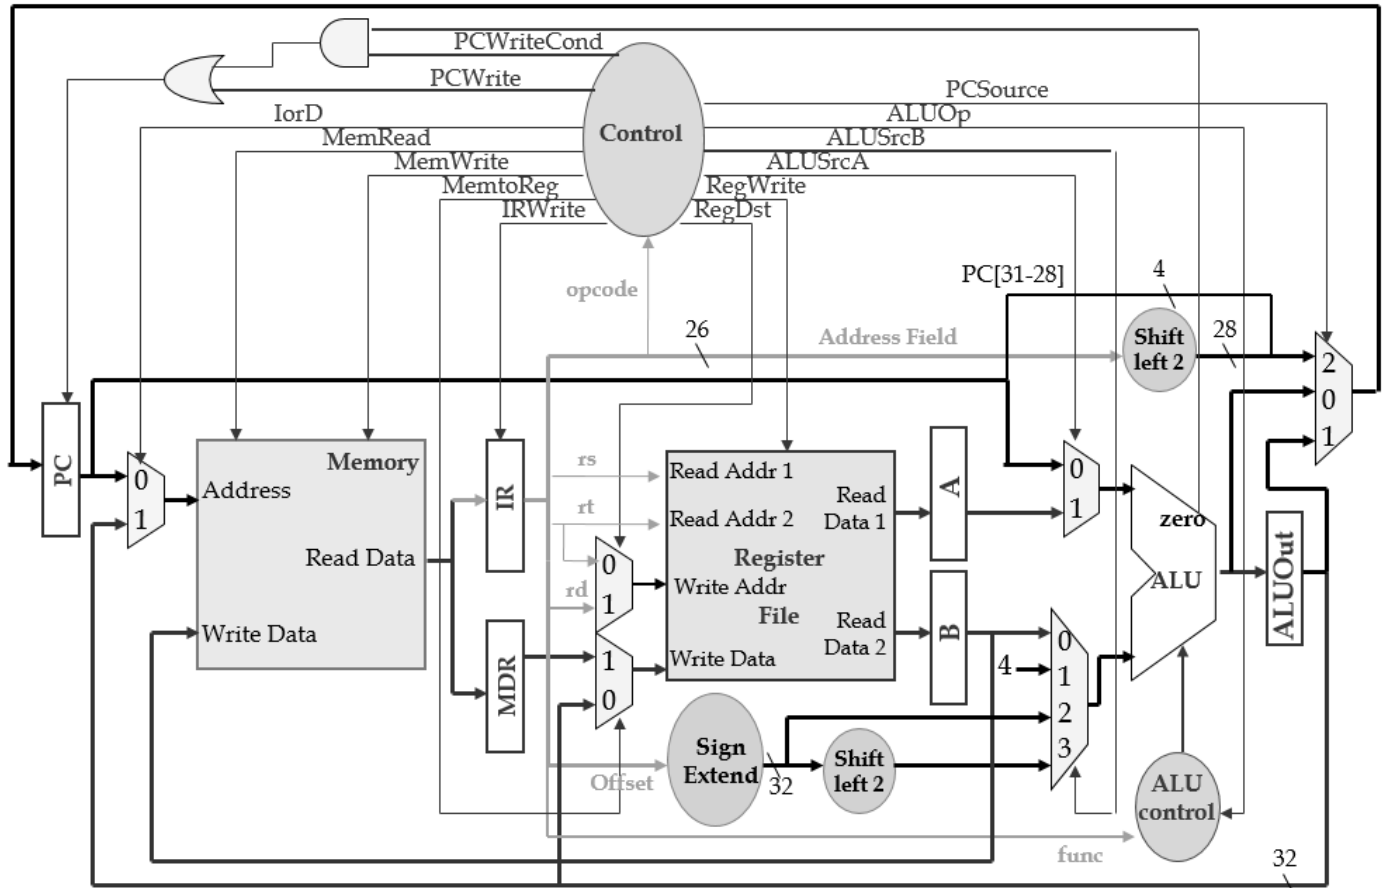 PCWriteCond
PCWrite
PCSource
IorD
ALUOp
Control
MemRead
ALUSrcB
MemWrite
ALUSrcA
MemtoReg
RegWrite
IRWrite
RegDst
opcode
PC[31-28]
4
26
Address Field
Shift
left 2
28
2
0
1
PC
0
1
Memory
Address
Read Data
Write Data
IR
MDR
rs
rt
rd
0
1
1
0
Read Addr 1
Read Data 1
Read Addr 2
Register
File
Write Addr
Read Data 2
Write Data
A
B
0
1
4
0
1
2
3
zero
ALU
ALUOut
Sign
Extend
32
Shift
left 2
Offset
ALU
control
func
32